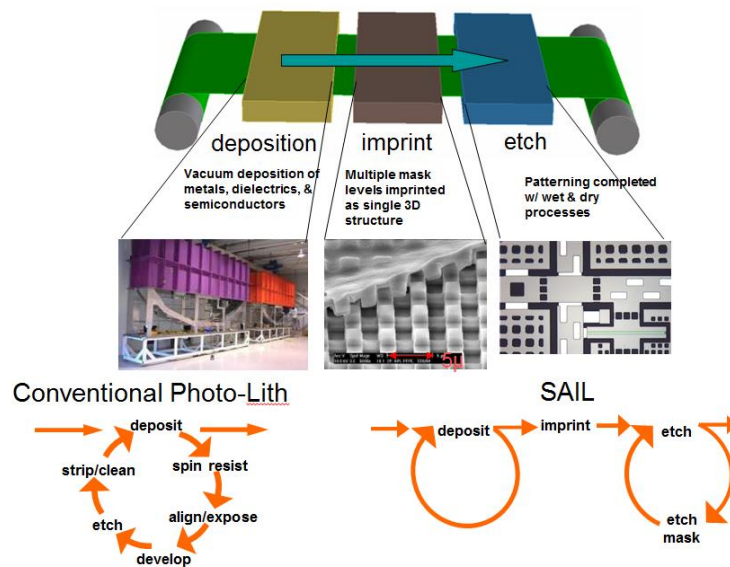 deposition
imprint
etch
Vacuum deposition of
metals, dielectrics, &
semiconductors
Multiple mask
levels imprinted
as single 3D
structure
Patterning completed
w/ wet & dry
processes
5μ
Conventional Photo-Lith
deposit
spin resist
align/expose
develop
etch
strip/clean
SAIL
deposit
imprint
etch
etch
mask